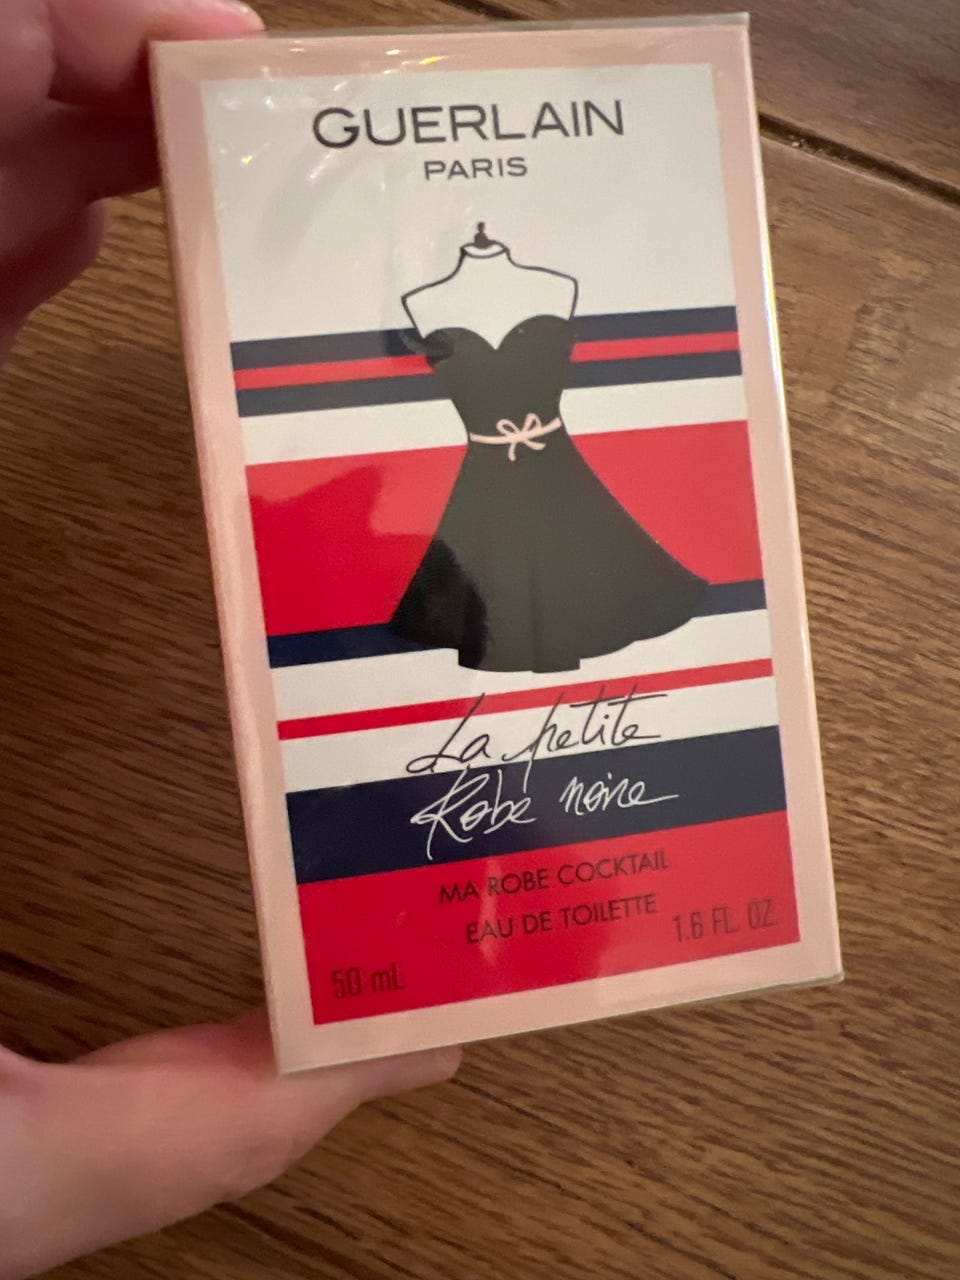 GUERLAIN
PARIS
La petite
Robe noire
MA ROBE COCKTAIL
EAU DE TOILETTE
50 mL 1.6 FL. OZ.